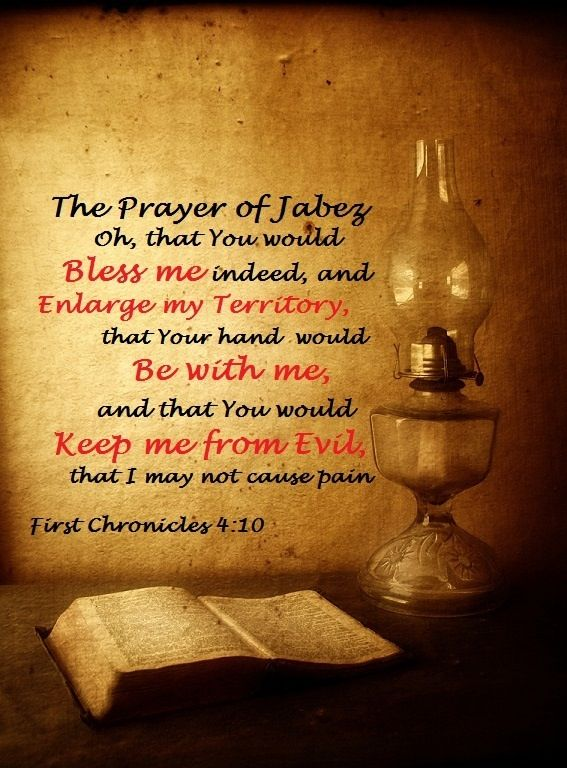 The Prayer of Jabez
Oh, that You would
Bless me indeed, and
Enlarge my Territory,
that Your hand would
Be with me,
and that You would
Keep me from Evil,
that I may not cause pain
First Chronicles 4:10